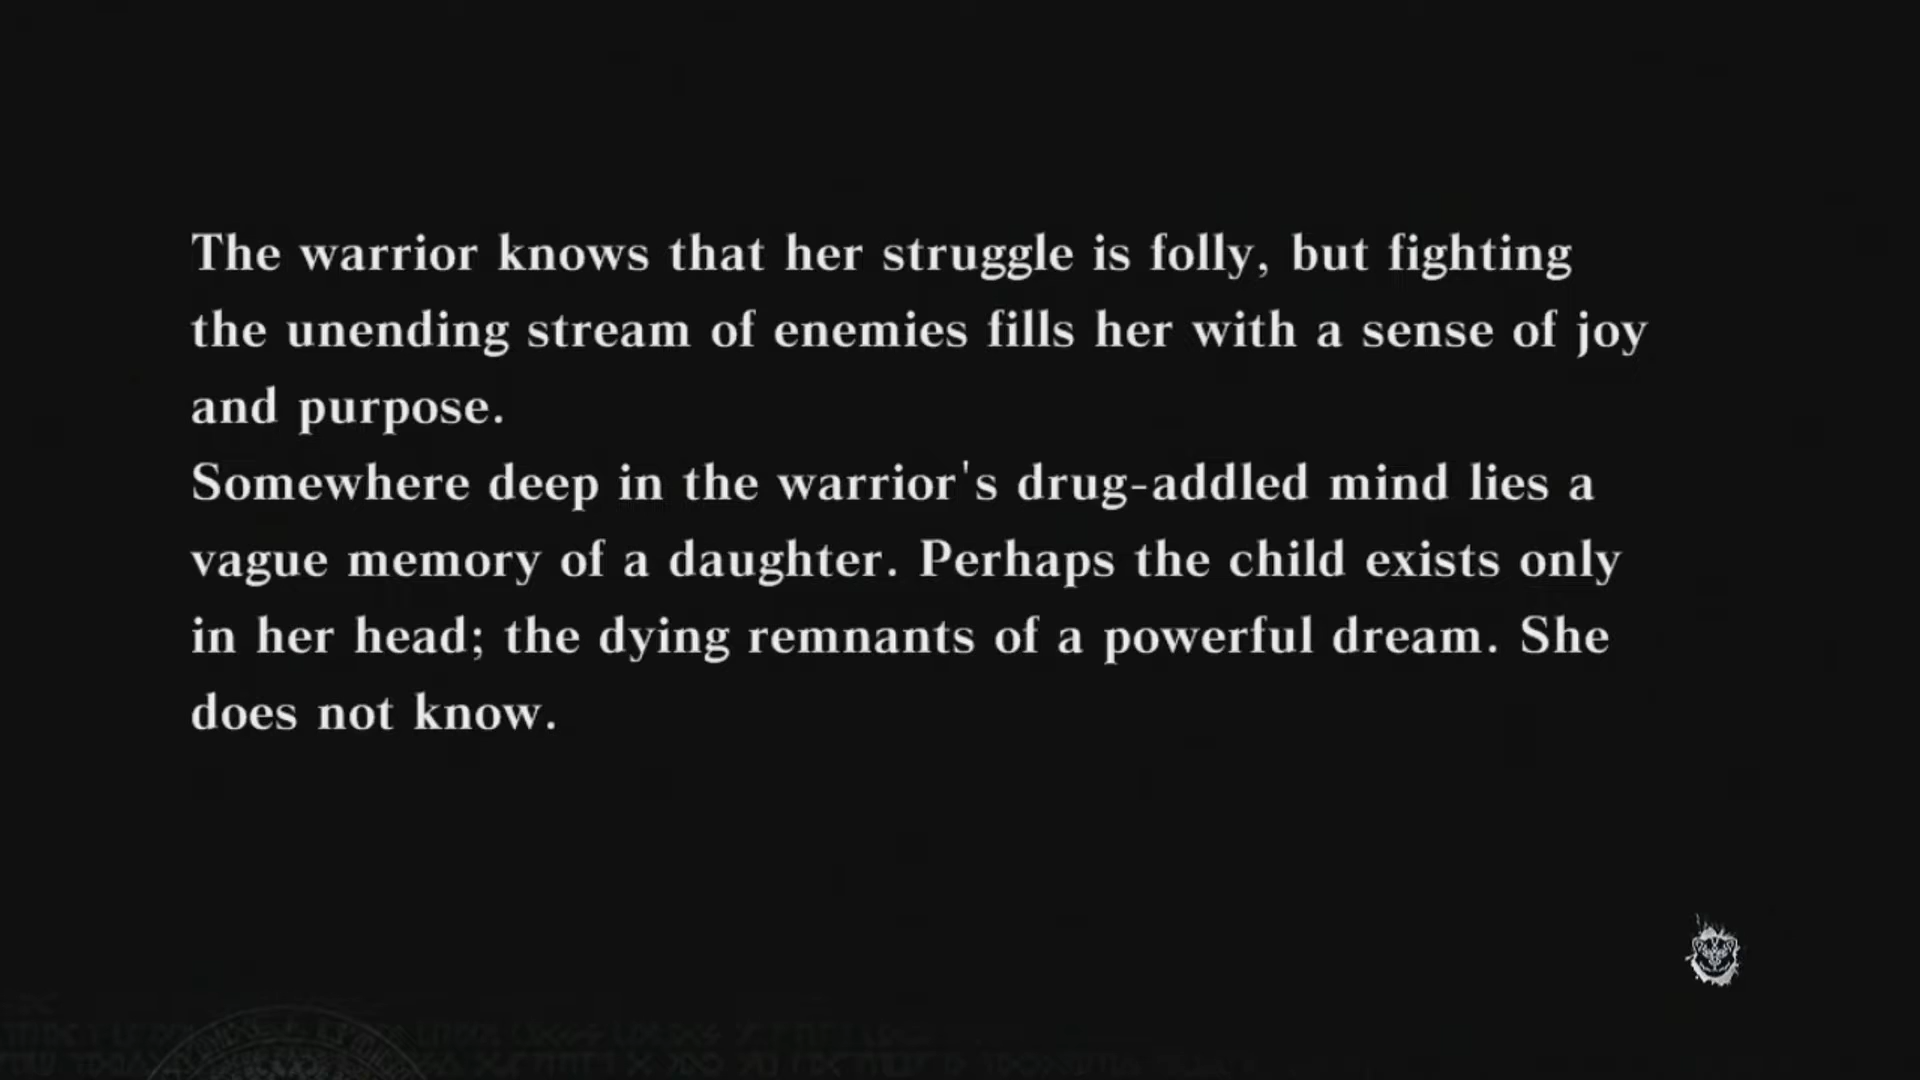 The warrior knows that her struggle is folly, but fighting
the unending stream of enemies fills her with a sense of joy
and purpose.
Somewhere deep in the warrior's drug-addled mind lies a
vague memory of a daughter. Perhaps the child exists only
in her head; the dying remnants of a powerful dream. She
does not know.